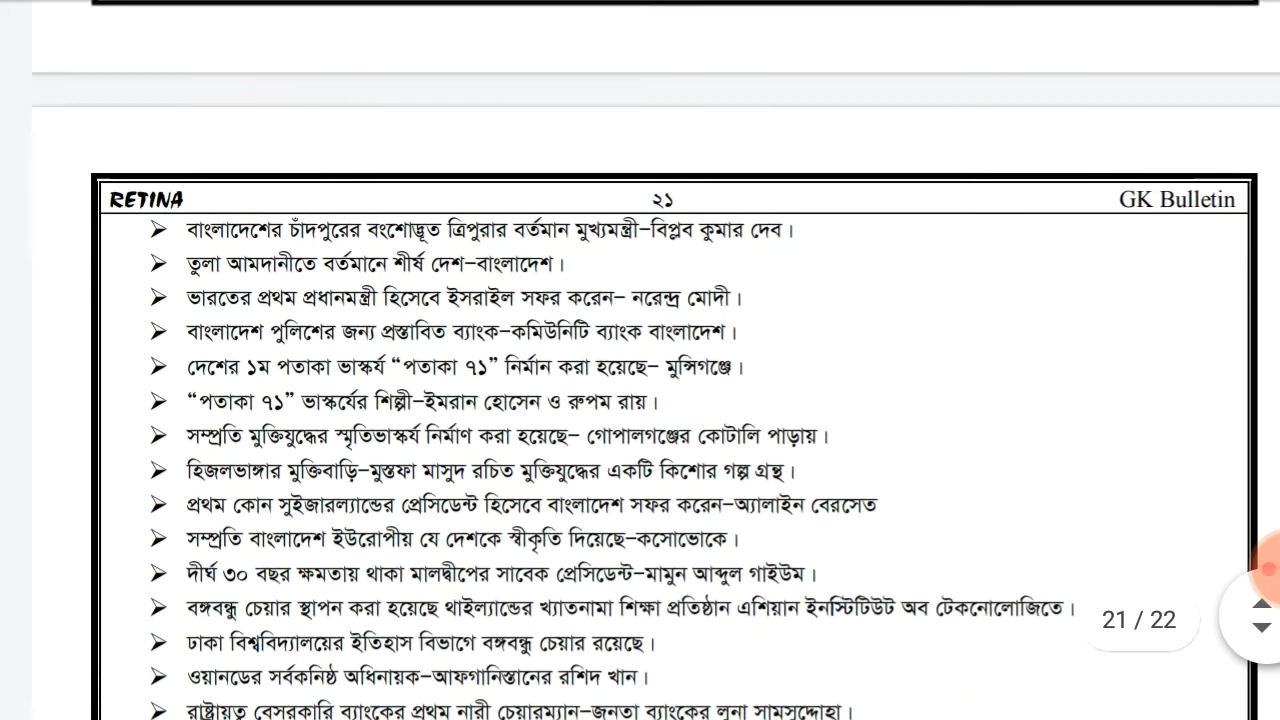 RETINA ২১ GK Bulletin
➢ বাংলাদেশের চাঁদপুরের বংশোদ্ভূত ত্রিপুরার বর্তমান মুখ্যমন্ত্রী–বিপ্লব কুমার দেব।
➢ তুলা আমদানীতে বর্তমানে শীর্ষ দেশ–বাংলাদেশ।
➢ ভারতের প্রথম প্রধানমন্ত্রী হিসেবে ইসরাইল সফর করেন– নরেন্দ্র মোদী।
➢ বাংলাদেশ পুলিশের জন্য প্রস্তাবিত ব্যাংক–কমিউনিটি ব্যাংক বাংলাদেশ।
➢ দেশের ১ম পতাকা ভাস্কর্য “পতাকা ৭১” নির্মান করা হয়েছে– মুন্সিগঞ্জে।
➢ “পতাকা ৭১” ভাস্কর্যের শিল্পী–ইমরান হোসেন ও রুপম রায়।
➢ সম্প্রতি মুক্তিযুদ্ধের স্মৃতিভাস্কর্য নির্মাণ করা হয়েছে– গোপালগঞ্জের কোটালি পাড়ায়।
➢ হিজলভাঙ্গার মুক্তিবাড়ি–মুস্তফা মাসুদ রচিত মুক্তিযুদ্ধের একটি কিশোর গল্প গ্রন্থ।
➢ প্রথম কোন সুইজারল্যান্ডের প্রেসিডেন্ট হিসেবে বাংলাদেশ সফর করেন–অ্যালাইন বেরসেত
➢ সম্প্রতি বাংলাদেশ ইউরোপীয় যে দেশকে স্বীকৃতি দিয়েছে–কসোভোকে।
➢ দীর্ঘ ৩০ বছর ক্ষমতায় থাকা মালদ্বীপের সাবেক প্রেসিডেন্ট–মামুন আব্দুল গাইউম।
➢ বঙ্গবন্ধু চেয়ার স্থাপন করা হয়েছে থাইল্যান্ডের খ্যাতনামা শিক্ষা প্রতিষ্ঠান এশিয়ান ইনস্টিটিউট অব টেকনোলোজিতে।
21 / 22
➢ ঢাকা বিশ্ববিদ্যালয়ের ইতিহাস বিভাগে বঙ্গবন্ধু চেয়ার রয়েছে।
➢ ওয়ানডের সর্বকনিষ্ঠ অধিনায়ক–আফগানিস্তানের রশিদ খান।
➢ রাষ্ট্রায়ত্ব বেসরকারি ব্যাংকের প্রথম নারী চেয়ারম্যান–জনতা ব্যাংকের লুনা সামসুদ্দোহা।